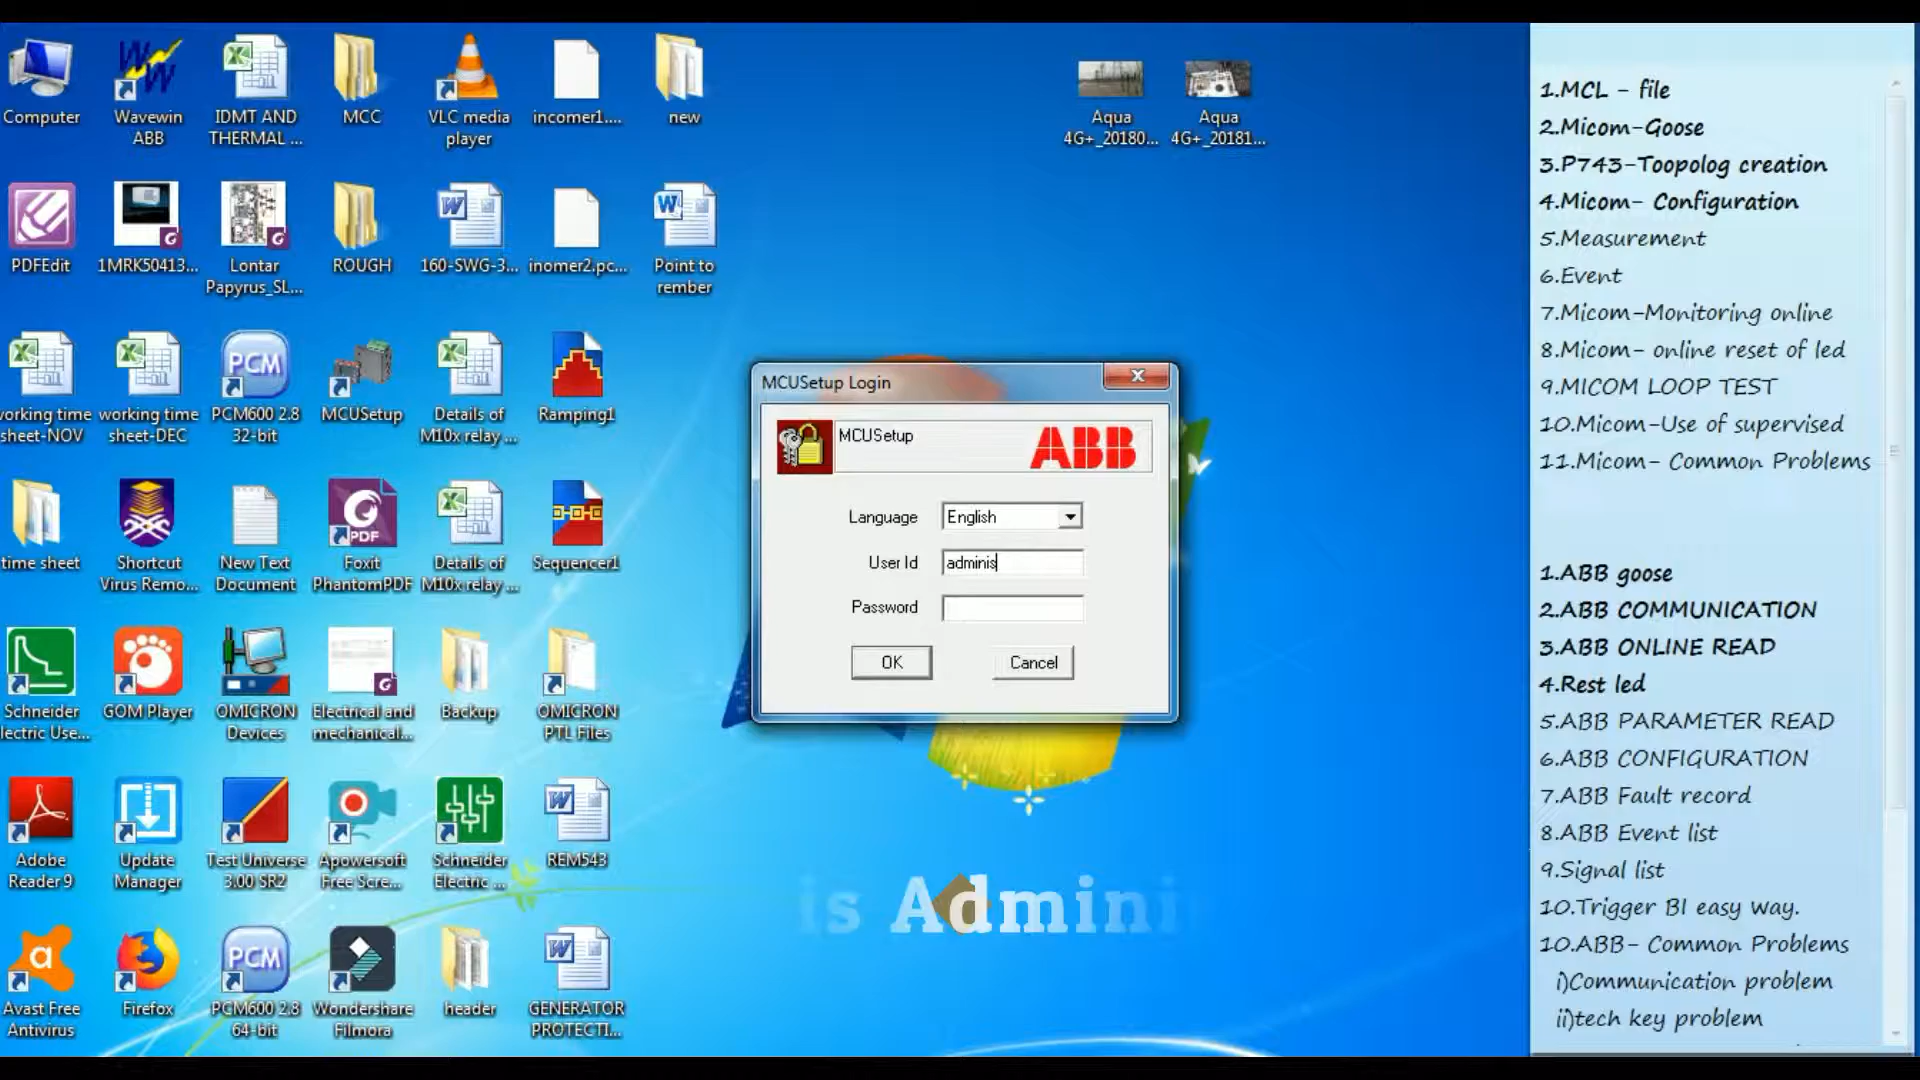 Computer
Wavewin
ABB
IDMT AND
THERMAL ...
MCC
VLC media
player
incomer1....
new
Aqua
4G+_20180...
Aqua
4G+_20181...
PDFEdit
1MRK50413...
Lontar
Papyrus_SL...
ROUGH
160-SWG-3...
inomer2.pc...
Point to
rember
working time
sheet-NOV
working time
sheet-DEC
PCM
PCM600 2.8
32-bit
MCUSetup
Details of
M10x relay ...
Ramping1
time sheet
Shortcut
Virus Remo...
New Text
Document
PDF
Foxit
PhantomPDF
Details of
M10x relay ...
Sequencer1
Schneider
lectric Use...
GOM Player
OMICRON
Devices
Electrical and
mechanical...
Backup
OMICRON
PTL Files
Adobe
Reader 9
Update
Manager
Test Universe
3.00 SR2
Apowersoft
Free Scre...
Schneider
Electric ...
REM543
Avast Free
Antivirus
Firefox
PCM
PCM600 2.8
64-bit
Wondershare
Filmora
header
GENERATOR
PROTECTI...
MCUSetup Login
MCUSetup
ABB
Language
English
User Id
adminis
Password
OK
Cancel
is Admini
1.MCL - file
2.Micom-Goose
3.P743-Toopolog creation
4.Micom- Configuration
5.Measurement
6.Event
7.Micom-Monitoring online
8.Micom- online reset of led
9.MICOM LOOP TEST
10.Micom-Use of supervised
11.Micom- Common Problems
1.ABB goose
2.ABB COMMUNICATION
3.ABB ONLINE READ
4.Rest led
5.ABB PARAMETER READ
6.ABB CONFIGURATION
7.ABB Fault record
8.ABB Event list
9.Signal list
10.Trigger BI easy way.
10.ABB- Common Problems
i)Communication problem
ii)tech key problem